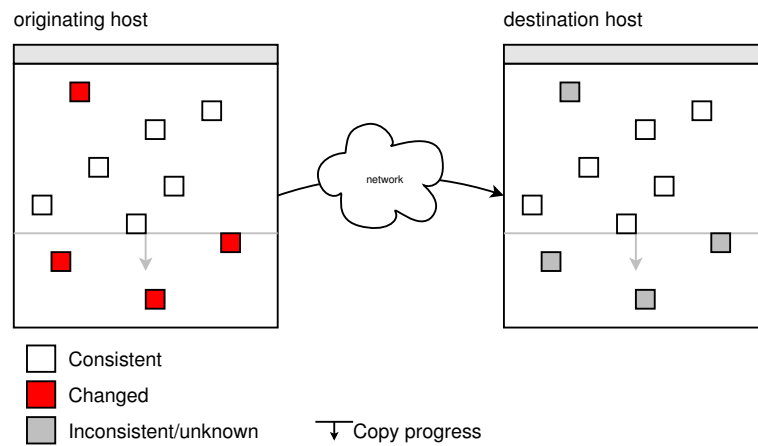 originating host
destination host
network
Consistent
Changed
Inconsistent/unknown
Copy progress